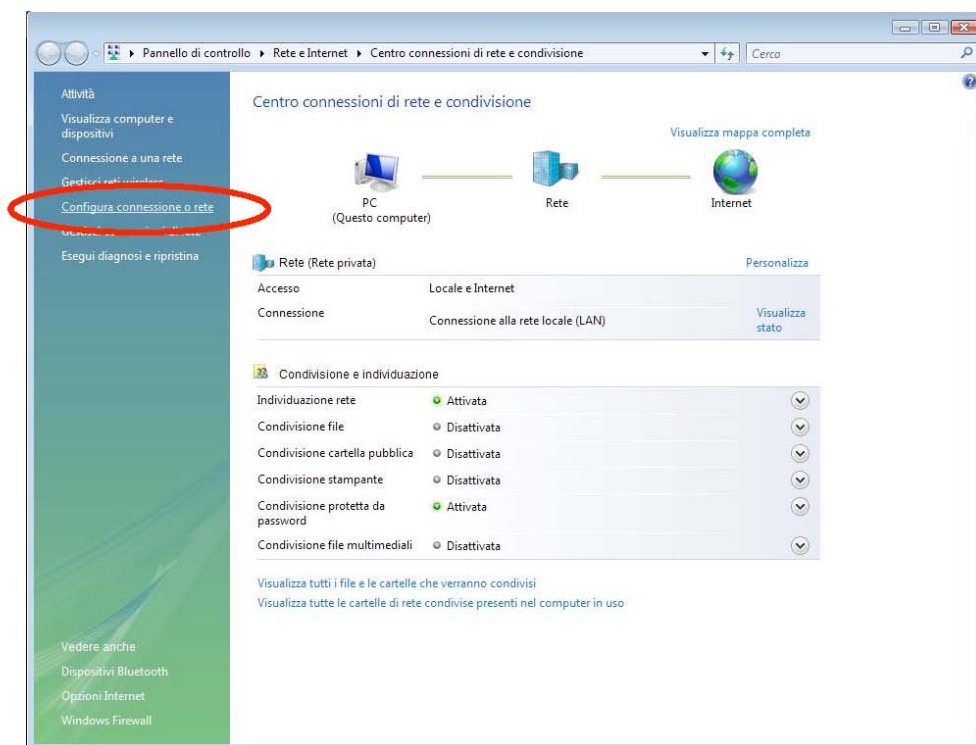 Pannello di controllo Rete e Internet Centro connessioni di rete e condivisione
Cerca
Attività
Visualizza computer e
dispositivi
Connessione a una rete
Gestisci reti wireless
Configura connessione o rete
Esegui diagnosi e ripristina
Vedere anche
Dispositivi Bluetooth
Opzioni Internet
Windows Firewall
Centro connessioni di rete e condivisione
Visualizza mappa completa
PC
(Questo computer)
Rete
Internet
Rete (Rete privata)
Personalizza
Accesso
Locale e Internet
Connessione
Connessione alla rete locale (LAN)
Visualizza
stato
Condivisione e individuazione
Individuazione rete
Attivata
Condivisione file
Disattivata
Condivisione cartella pubblica
Disattivata
Condivisione stampante
Disattivata
Condivisione protetta da
password
Attivata
Condivisione file multimediali
Disattivata
Visualizza tutti i file e le cartelle che verranno condivisi
Visualizza tutte le cartelle di rete condivise presenti nel computer in uso